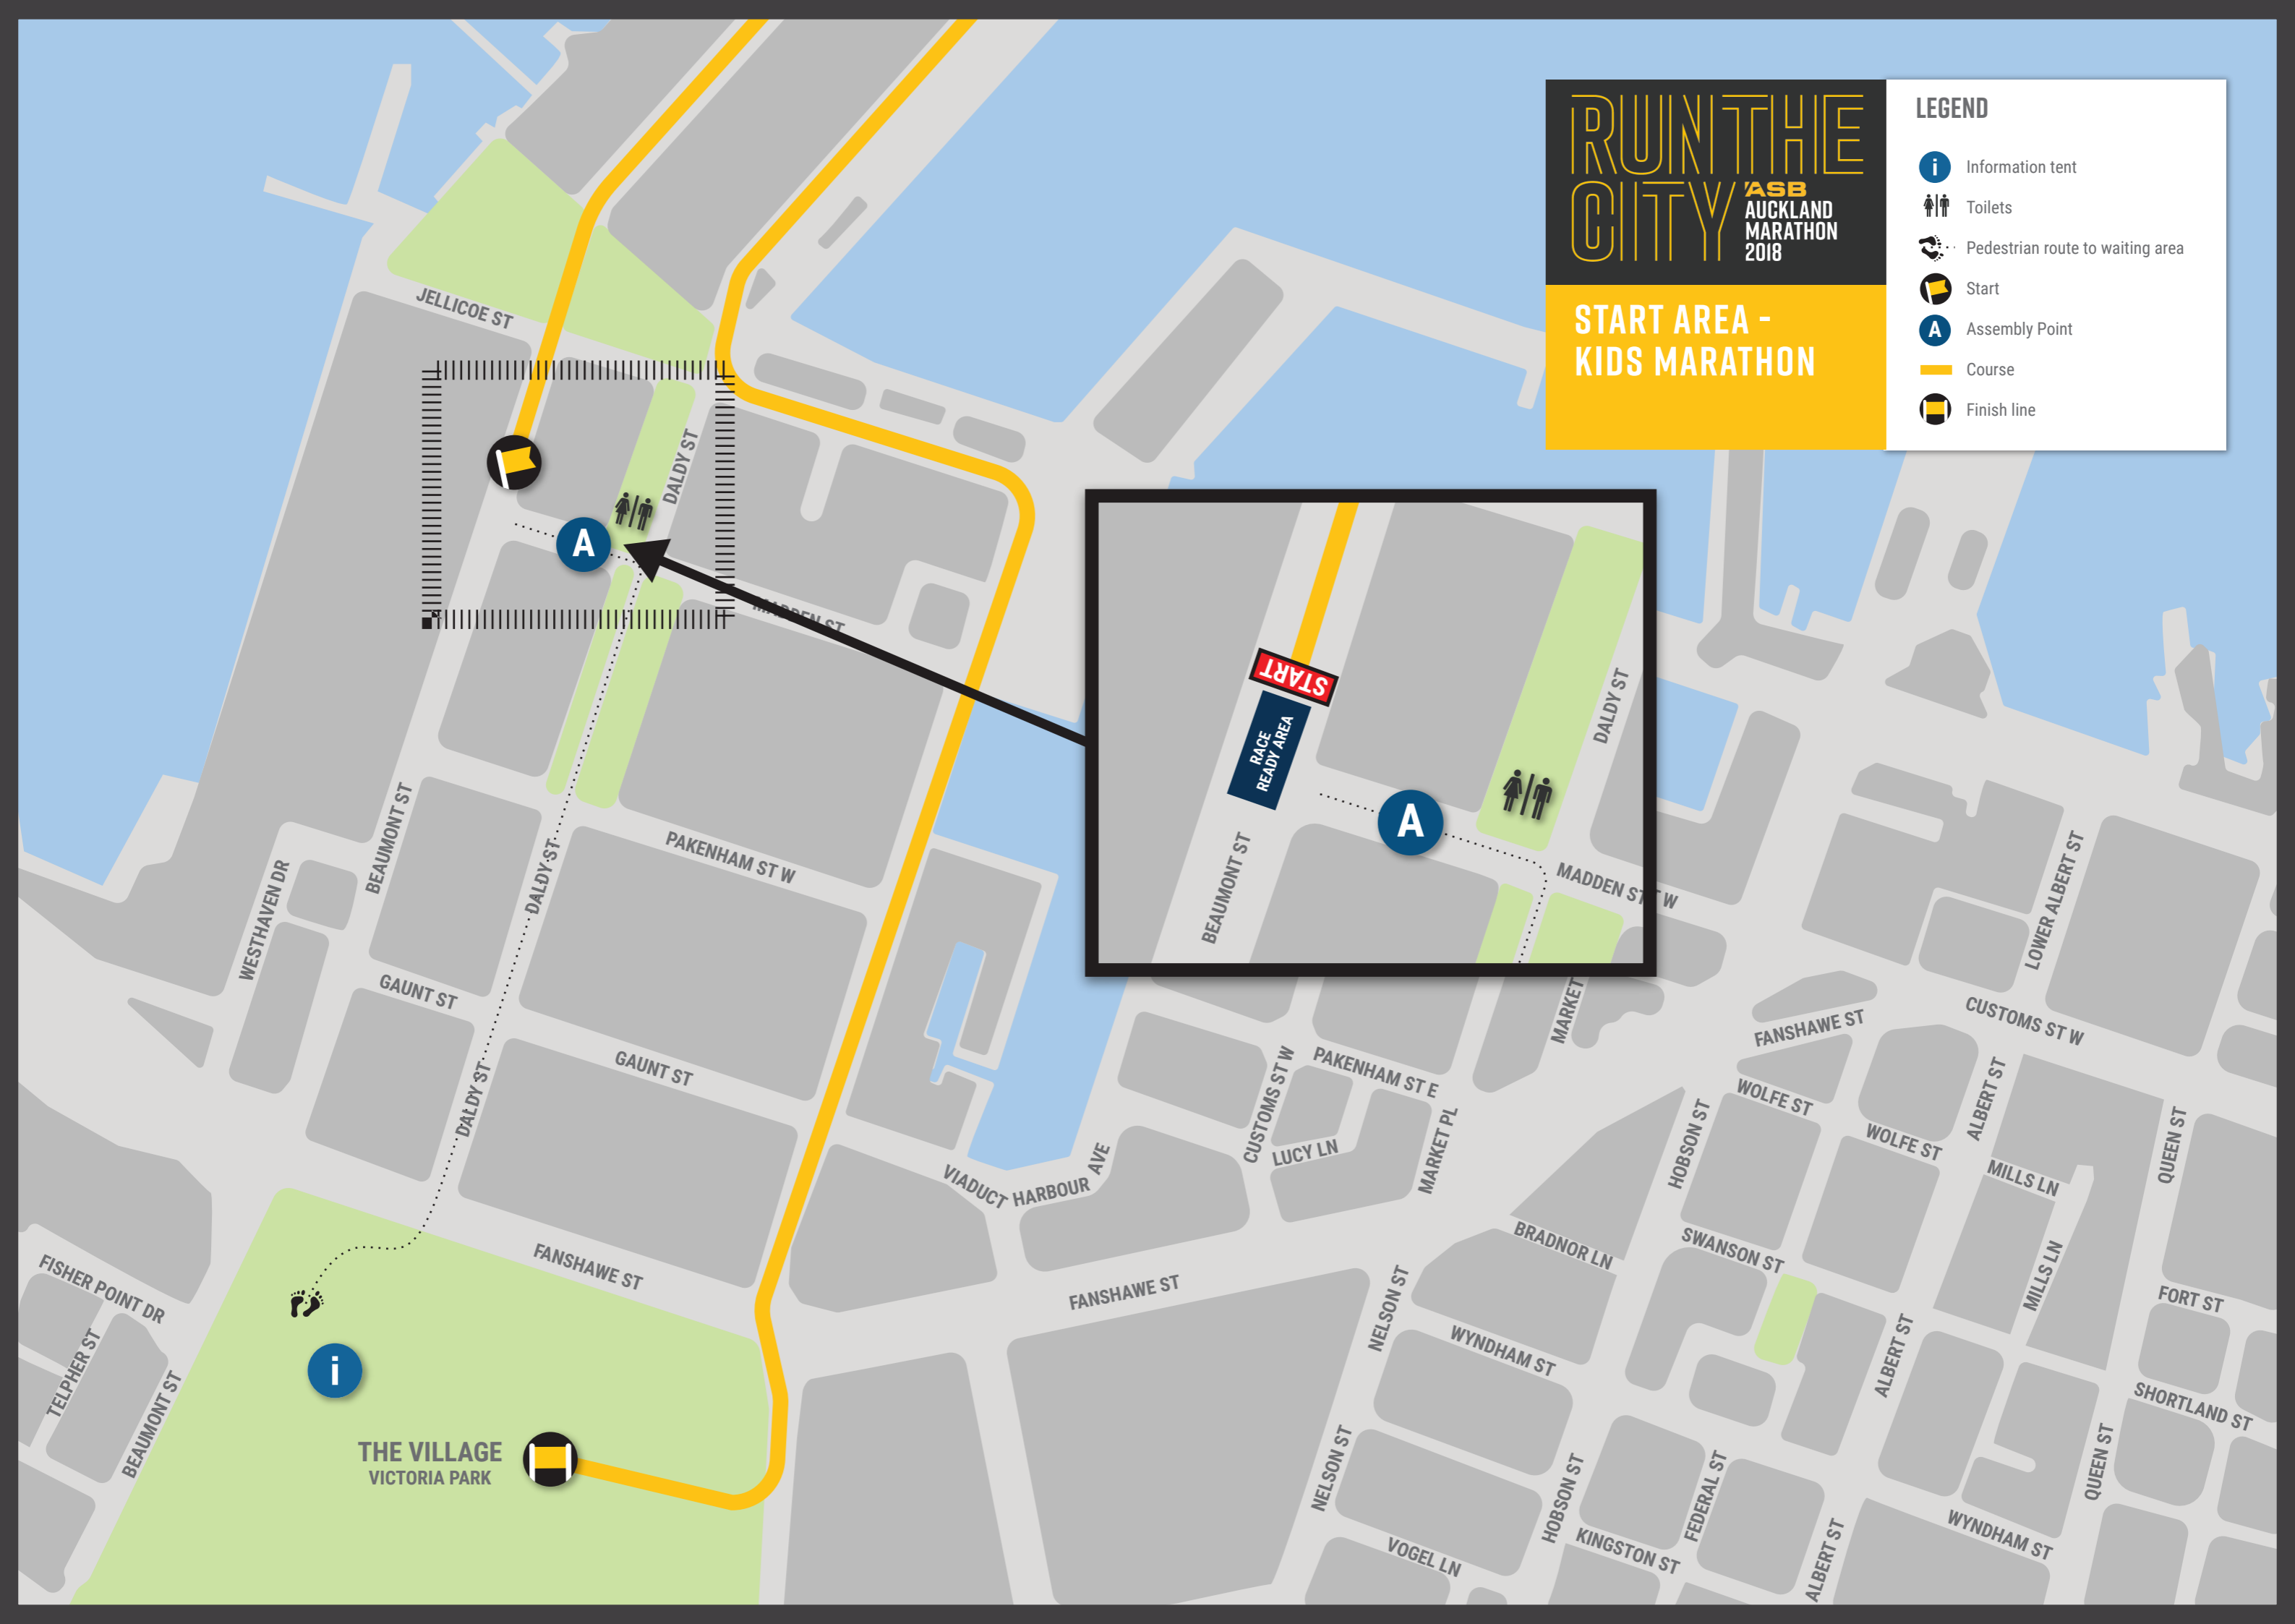 RUN THE
CITY
ASB
AUCKLAND
MARATHON
2018
START AREA -
KIDS MARATHON
LEGEND
i
Information tent
Toilets
Pedestrian route to waiting area
Start
A
Assembly Point
Course
Finish line
JELLICOE ST
DALDY ST
A
MADDEN ST
START
RACE
READY AREA
DALDY ST
A
BEAUMONT ST
MADDEN ST W
BEAUMONT ST
WESTHAVEN DR
DALDY ST
PAKENHAM ST W
GAUNT ST
GAUNT ST
DALDY ST
LOWER ALBERT ST
MARKET
FANSHAWE ST
CUSTOMS ST W
CUSTOMS ST W
PAKENHAM ST E
LUCY LN
MARKET PL
WOLFE ST
WOLFE ST
ALBERT ST
HOBSON ST
QUEEN ST
MILLS LN
MILLS LN
VIADUCT HARBOUR AVE
BRADNOR LN
SWANSON ST
FISHER POINT DR
FANSHAWE ST
FANSHAWE ST
NELSON ST
FORT ST
TELPHER ST
BEAUMONT ST
i
THE VILLAGE
VICTORIA PARK
WYNDHAM ST
ALBERT ST
SHORTLAND ST
NELSON ST
HOBSON ST
FEDERAL ST
QUEEN ST
VOGEL LN
KINGSTON ST
ALBERT ST
WYNDHAM ST